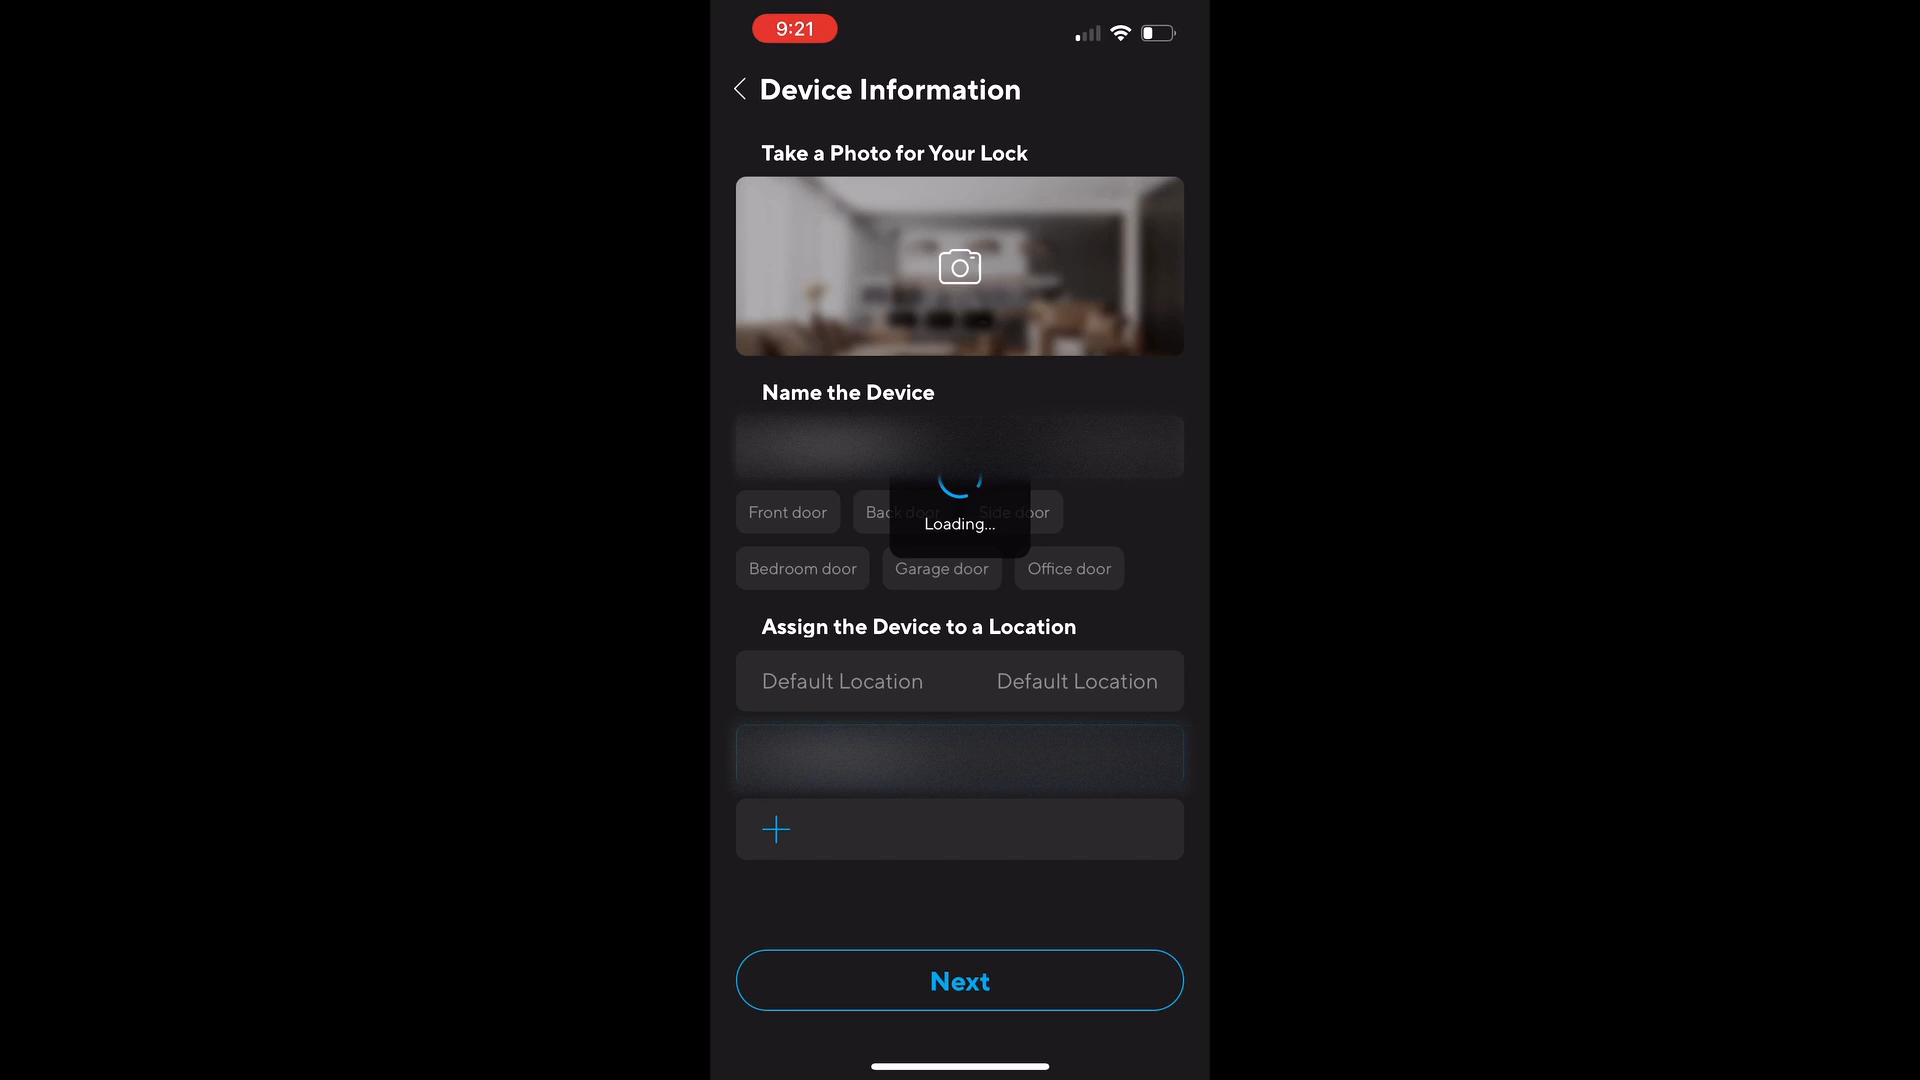 9:21
Device Information
Take a Photo for Your Lock
Name the Device
Front door
Back door
Side door
Loading...
Bedroom door
Garage door
Office door
Assign the Device to a Location
Default Location
Default Location
Next